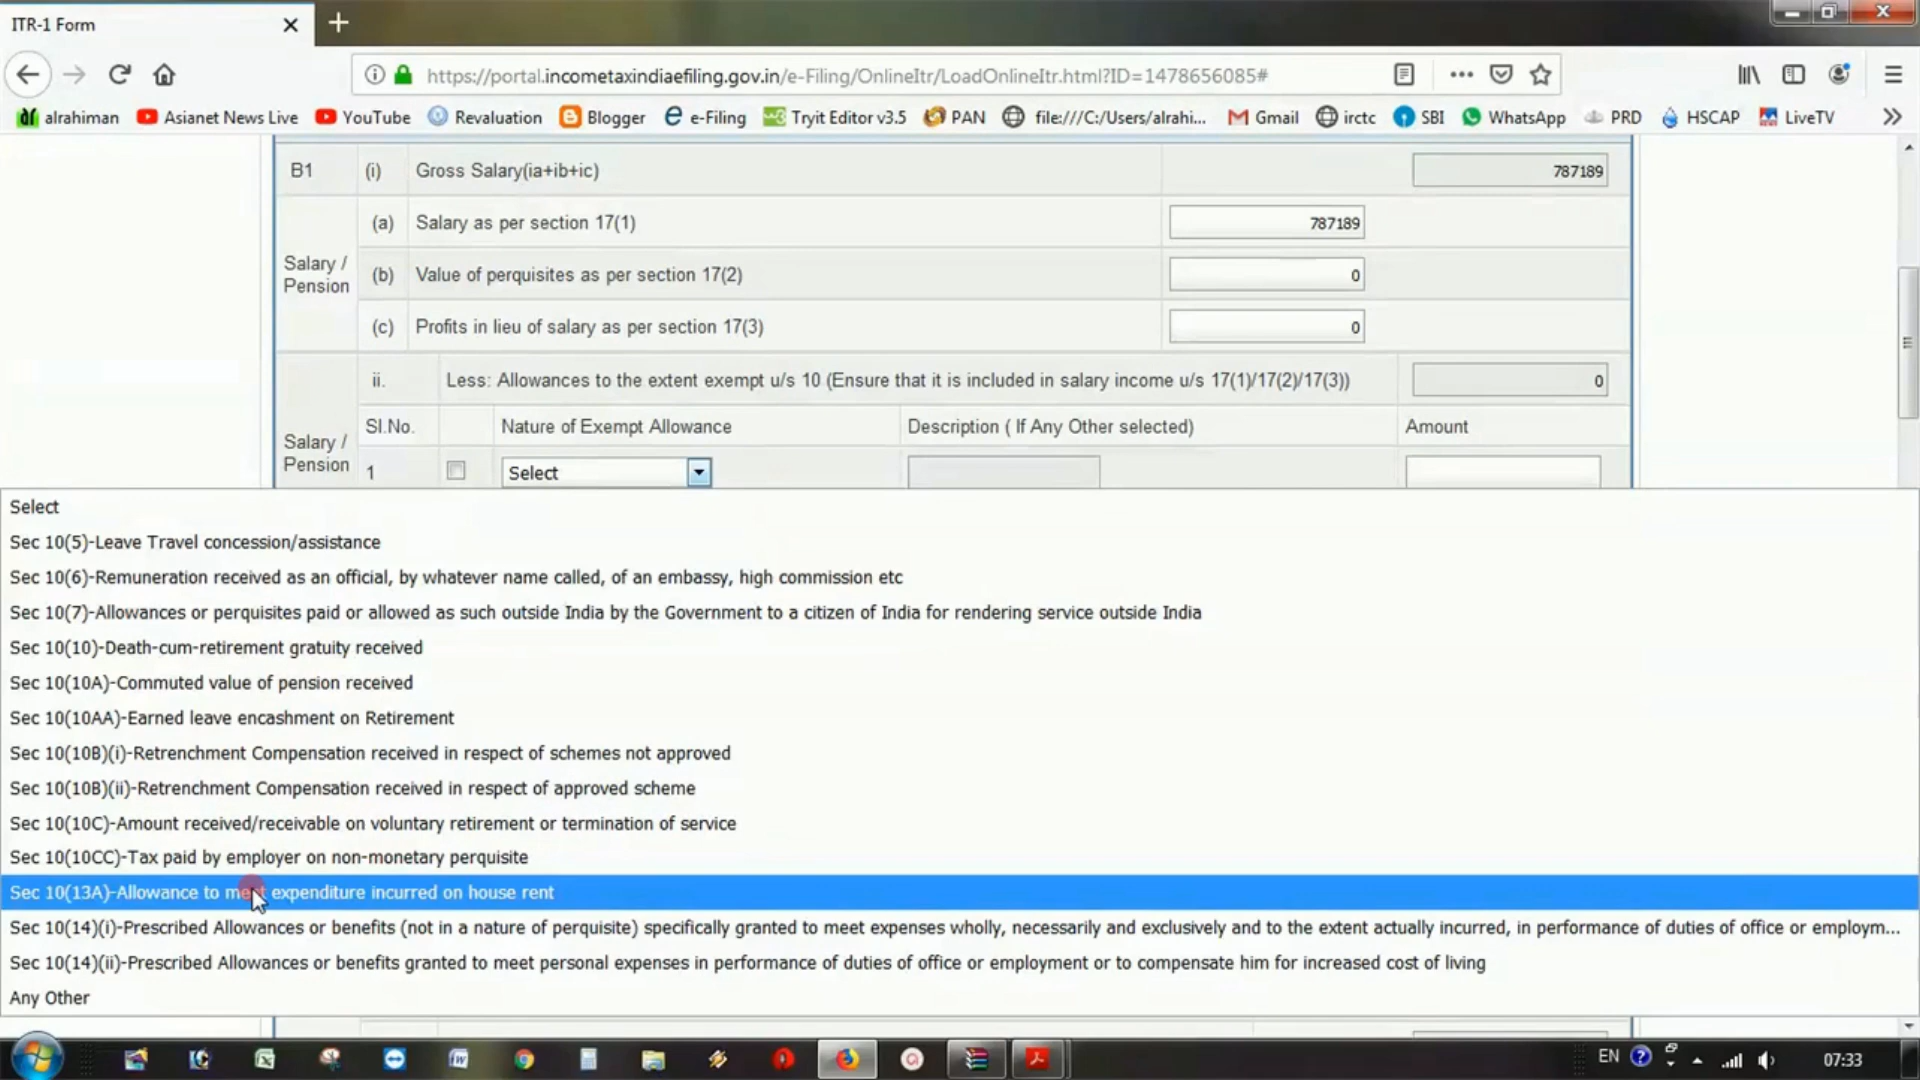 ITR-1 Form
https://portal.incometaxindiaefiling.gov.in/e-Filing/OnlineItr/LoadOnlineItr.html?ID=1478656085#
alrahiman Asianet News Live YouTube Revaluation Blogger e-Filing Tryit Editor v3.5 PAN file:///C:/Users/alrahi... Gmail irctc SBI WhatsApp PRD HSCAP LiveTV
B1 (i) Gross Salary(ia+ib+ic) 787189
(a) Salary as per section 17(1) 787189
Salary / Pension
(b) Value of perquisites as per section 17(2) 0
(c) Profits in lieu of salary as per section 17(3) 0
ii. Less: Allowances to the extent exempt u/s 10 (Ensure that it is included in salary income u/s 17(1)/17(2)/17(3)) 0
Sl.No. Nature of Exempt Allowance Description ( If Any Other selected) Amount
Salary / Pension
1 Select
Select
Sec 10(5)-Leave Travel concession/assistance
Sec 10(6)-Remuneration received as an official, by whatever name called, of an embassy, high commission etc
Sec 10(7)-Allowances or perquisites paid or allowed as such outside India by the Government to a citizen of India for rendering service outside India
Sec 10(10)-Death-cum-retirement gratuity received
Sec 10(10A)-Commuted value of pension received
Sec 10(10AA)-Earned leave encashment on Retirement
Sec 10(10B)(i)-Retrenchment Compensation received in respect of schemes not approved
Sec 10(10B)(ii)-Retrenchment Compensation received in respect of approved scheme
Sec 10(10C)-Amount received/receivable on voluntary retirement or termination of service
Sec 10(10CC)-Tax paid by employer on non-monetary perquisite
Sec 10(13A)-Allowance to meet expenditure incurred on house rent
Sec 10(14)(i)-Prescribed Allowances or benefits (not in a nature of perquisite) specifically granted to meet expenses wholly, necessarily and exclusively and to the extent actually incurred, in performance of duties of office or employm...
Sec 10(14)(ii)-Prescribed Allowances or benefits granted to meet personal expenses in performance of duties of office or employment or to compensate him for increased cost of living
Any Other
EN 07:33